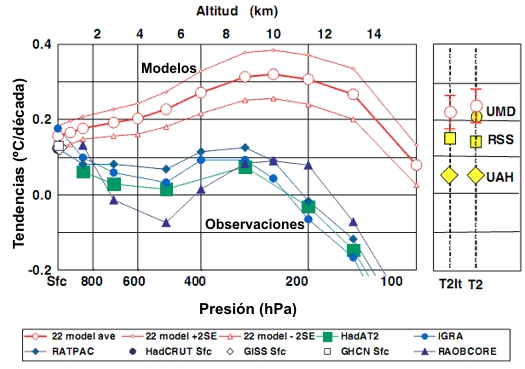 Altitud (km)
2 4 6 8 10 12 14
0.4
0.2
0.0
-0.2
Tendencias (ºC/década)
Modelos
Observaciones
UMD
RSS
UAH
Sfc 800 600 400 200 100
T2lt T2
Presión (hPa)
22 model ave 22 model +2SE 22 model - 2SE HadAT2 IGRA
RATPAC HadCRUT Sfc GISS Sfc GHCN Sfc RAOBCORE